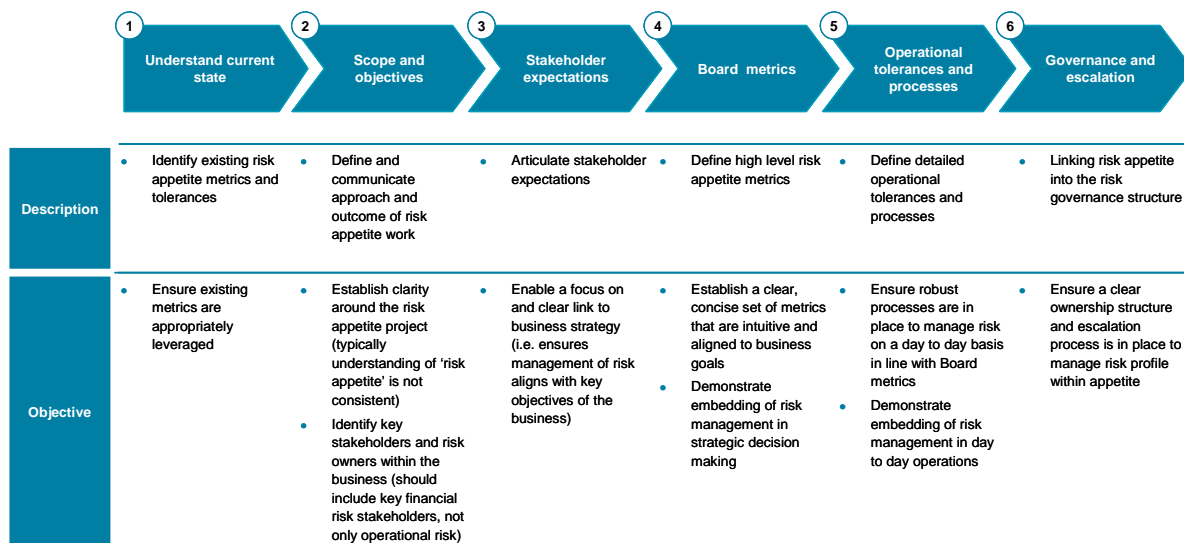 1
Understand current
state
2
Scope and
objectives
3
Stakeholder
expectations
4
Board metrics
5
Operational
tolerances and
processes
6
Governance and
escalation
Description
• Identify existing risk
appetite metrics and
tolerances
• Define and
communicate
approach and
outcome of risk
appetite work
• Articulate stakeholder
expectations
• Define high level risk
appetite metrics
• Define detailed
operational
tolerances and
processes
• Linking risk appetite
into the risk
governance structure
Objective
• Ensure existing
metrics are
appropriately
leveraged
• Establish clarity
around the risk
appetite project
(typically
understanding of ‘risk
appetite’ is not
consistent)
• Identify key
stakeholders and risk
owners within the
business (should
include key financial
risk stakeholders, not
only operational risk)
• Enable a focus on
and clear link to
business strategy
(i.e. ensures
management of risk
aligns with key
objectives of the
business)
• Establish a clear,
concise set of metrics
that are intuitive and
aligned to business
goals
• Demonstrate
embedding of risk
management in
strategic decision
making
• Ensure robust
processes are in
place to manage risk
on a day to day basis
in line with Board
metrics
• Demonstrate
embedding of risk
management in day
to day operations
• Ensure a clear
ownership structure
and escalation
process is in place to
manage risk profile
within appetite